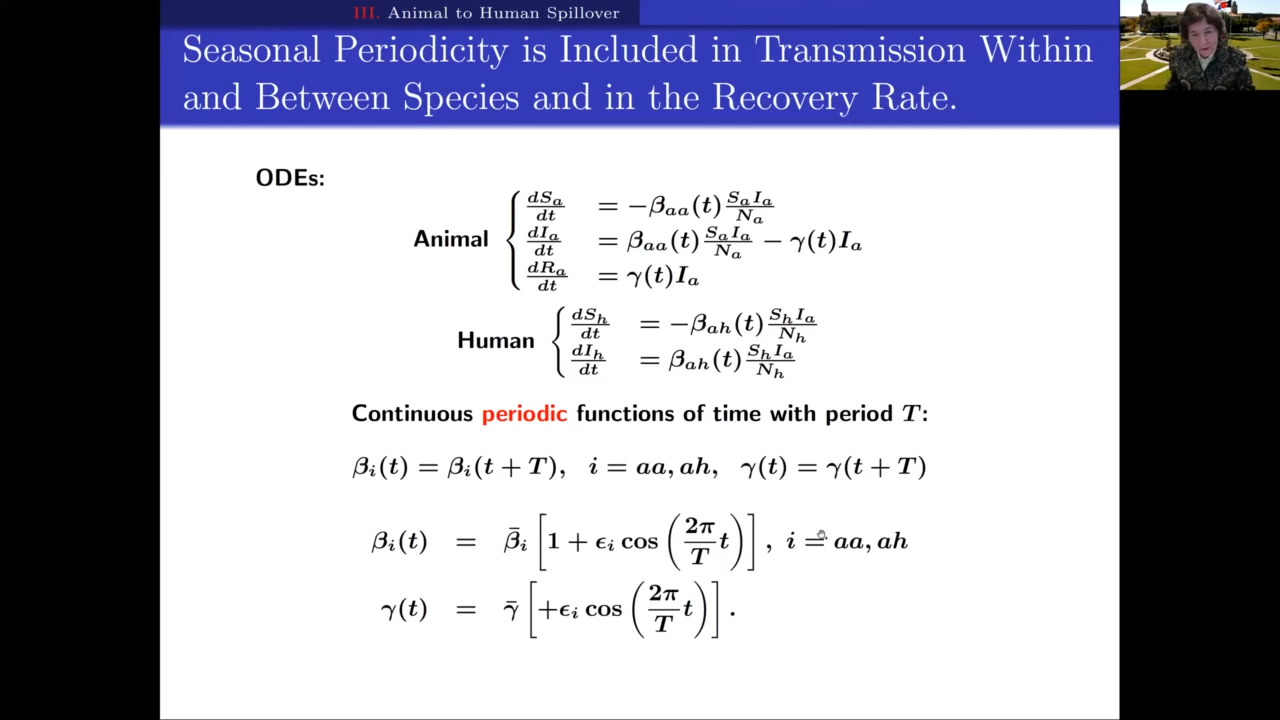 III. Animal to Human Spillover
Seasonal Periodicity is Included in Transmission Within
and Between Species and in the Recovery Rate.
ODEs:
Animal { dS_a/dt = −β_aa(t) S_a I_a/N_a
dI_a/dt = β_aa(t) S_a I_a/N_a − γ(t)I_a
dR_a/dt = γ(t)I_a
Human { dS_h/dt = −β_ah(t) S_h I_a/N_h
dI_h/dt = β_ah(t) S_h I_a/N_h
Continuous periodic functions of time with period T:
β_i(t) = β_i(t + T), i = aa, ah, γ(t) = γ(t + T)
β_i(t) = β̄_i [1 + ϵ_i cos (2π/T t)], i = aa, ah
γ(t) = γ̄ [+ϵ_i cos (2π/T t)].